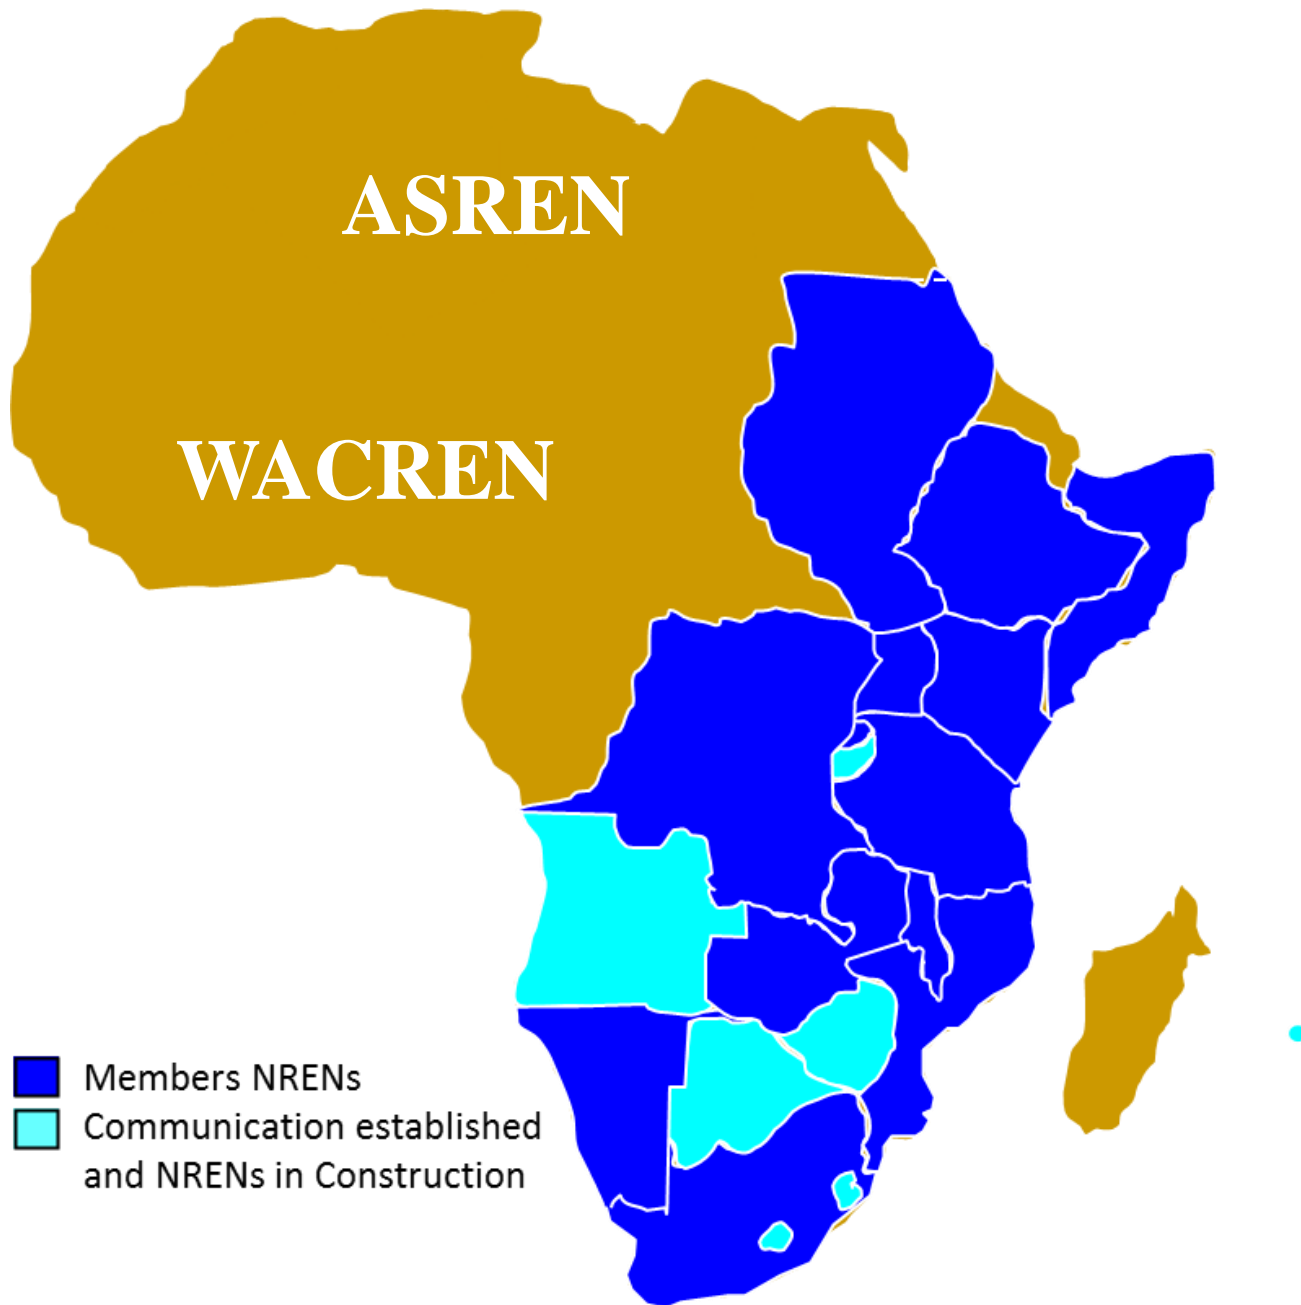 ASREN
WACREN
Members NRENs
Communication established
and NRENs in Construction